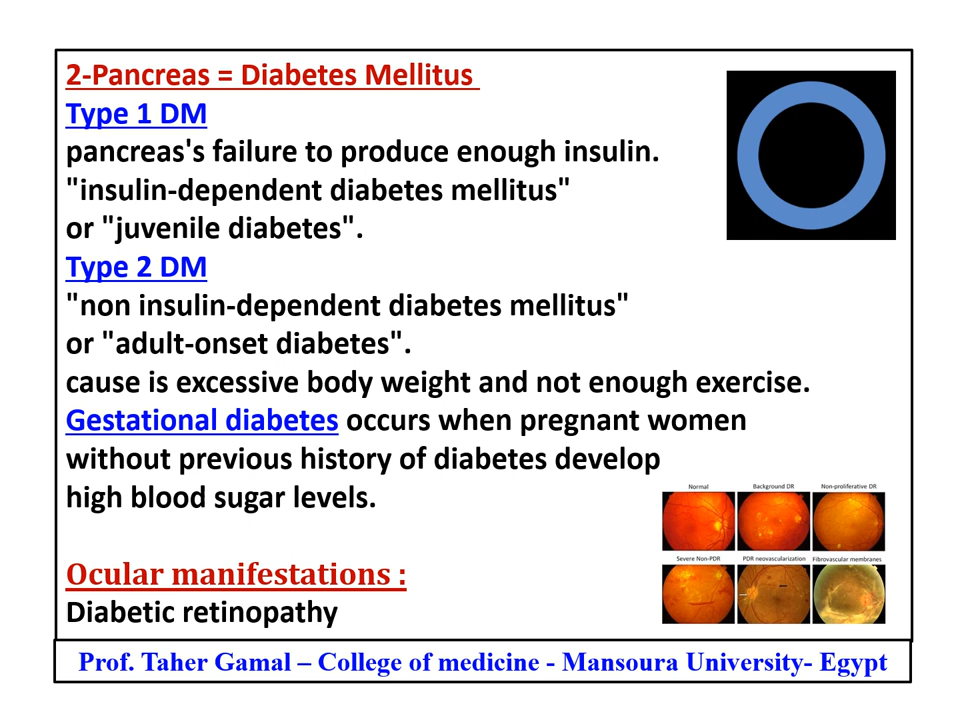 2-Pancreas = Diabetes Mellitus
Type 1 DM
pancreas's failure to produce enough insulin.
"insulin-dependent diabetes mellitus"
or "juvenile diabetes".
Type 2 DM
"non insulin-dependent diabetes mellitus"
or "adult-onset diabetes".
cause is excessive body weight and not enough exercise.
Gestational diabetes occurs when pregnant women
without previous history of diabetes develop
high blood sugar levels.
Normal
Background DR
Non-proliferative DR
Severe Non-PDR
PDR neovascularization
Fibrovascular membranes
Ocular manifestations :
Diabetic retinopathy
Prof. Taher Gamal – College of medicine - Mansoura University- Egypt